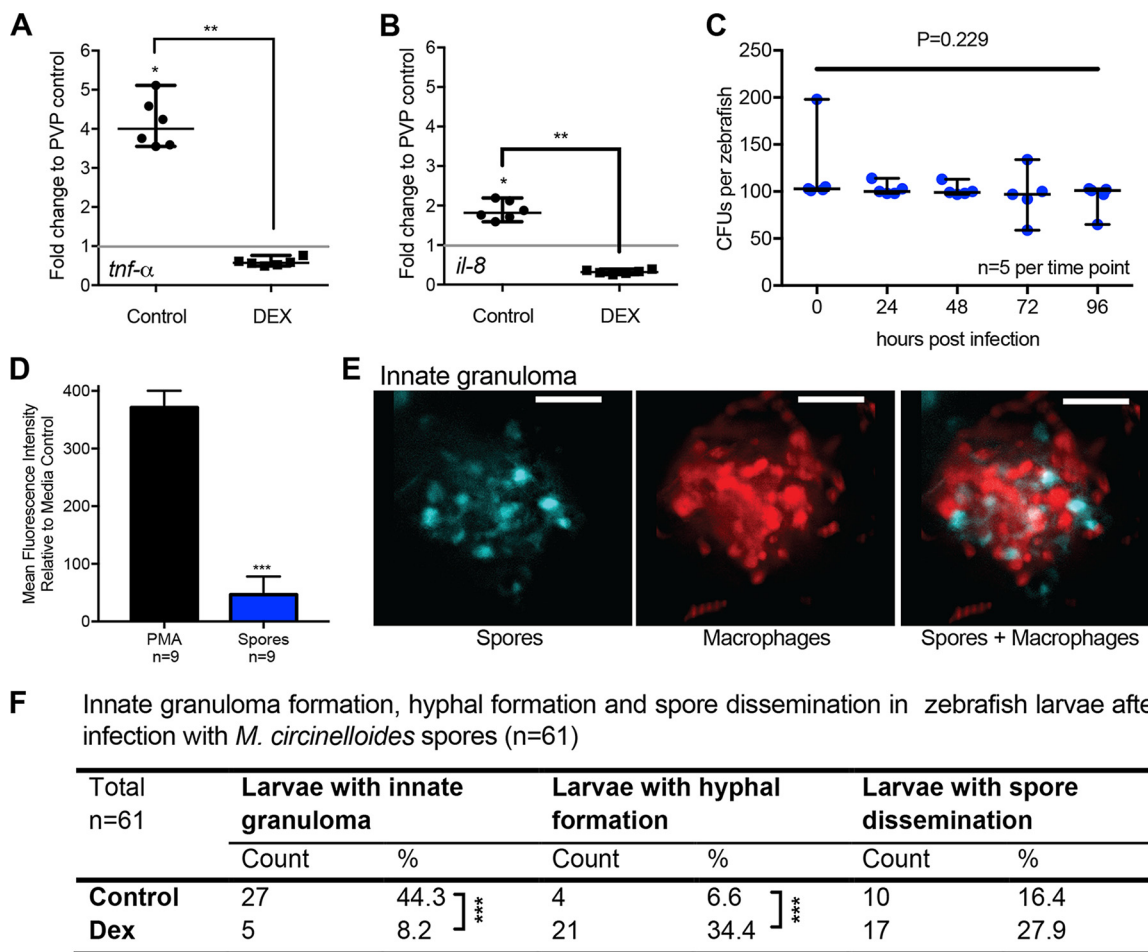 A
Fold change to PVP control
6
5
4
3
2
1
0
**
*
tnf-α
Control
DEX
B
Fold change to PVP control
6
5
4
3
2
1
0
**
*
il-8
Control
DEX
C
P=0.229
CFUs per zebrafish
250
200
150
100
50
0
n=5 per time point
0 24 48 72 96
hours post infection
D
Mean Fluorescence Intensity
Relative to Media Control
400
300
200
100
0
***
PMA
n=9
Spores
n=9
E
Innate granuloma
Spores
Macrophages
Spores + Macrophages
F
Innate granuloma formation, hyphal formation and spore dissemination in zebrafish larvae afte
infection with M. circinelloides spores (n=61)
Total Larvae with innate Larvae with hyphal Larvae with spore
n=61 granuloma formation dissemination
Count % Count % Count %
Control 27 44.3 4 6.6 10 16.4
*** ***
Dex 5 8.2 21 34.4 17 27.9